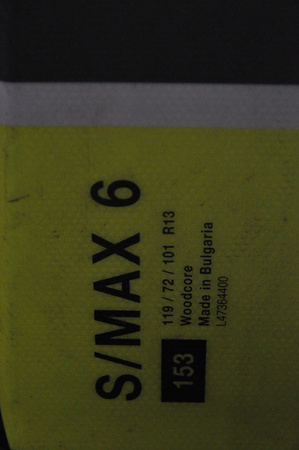 S/MAX 6
153
119 / 72 / 101 R13
Woodcore
Made in Bulgaria
L47364400